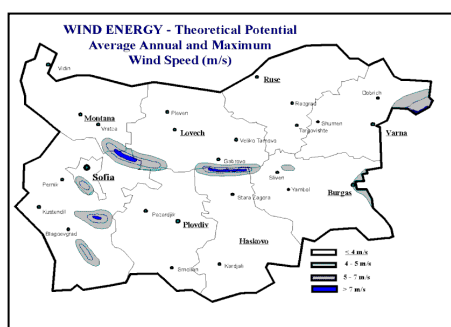 WIND ENERGY - Theoretical Potential
Average Annual and Maximum
Wind Speed (m/s)
Vidin
Ruse
Dobrich
Montana
Vratca
Pleven
Razgrad
Lovech
Shumen
Targovishte
Varna
Veliko Tarnovo
Gabrovo
Sofia
Pernik
Sliven
Yambol
Burgas
Stara Zagora
Kustendil
Pazardjik
Blagoevgrad
Plovdiv
Haskovo
Smolian
Kardjali
≤ 4 m/s
4 - 5 m/s
5 - 7 m/s
> 7 m/s